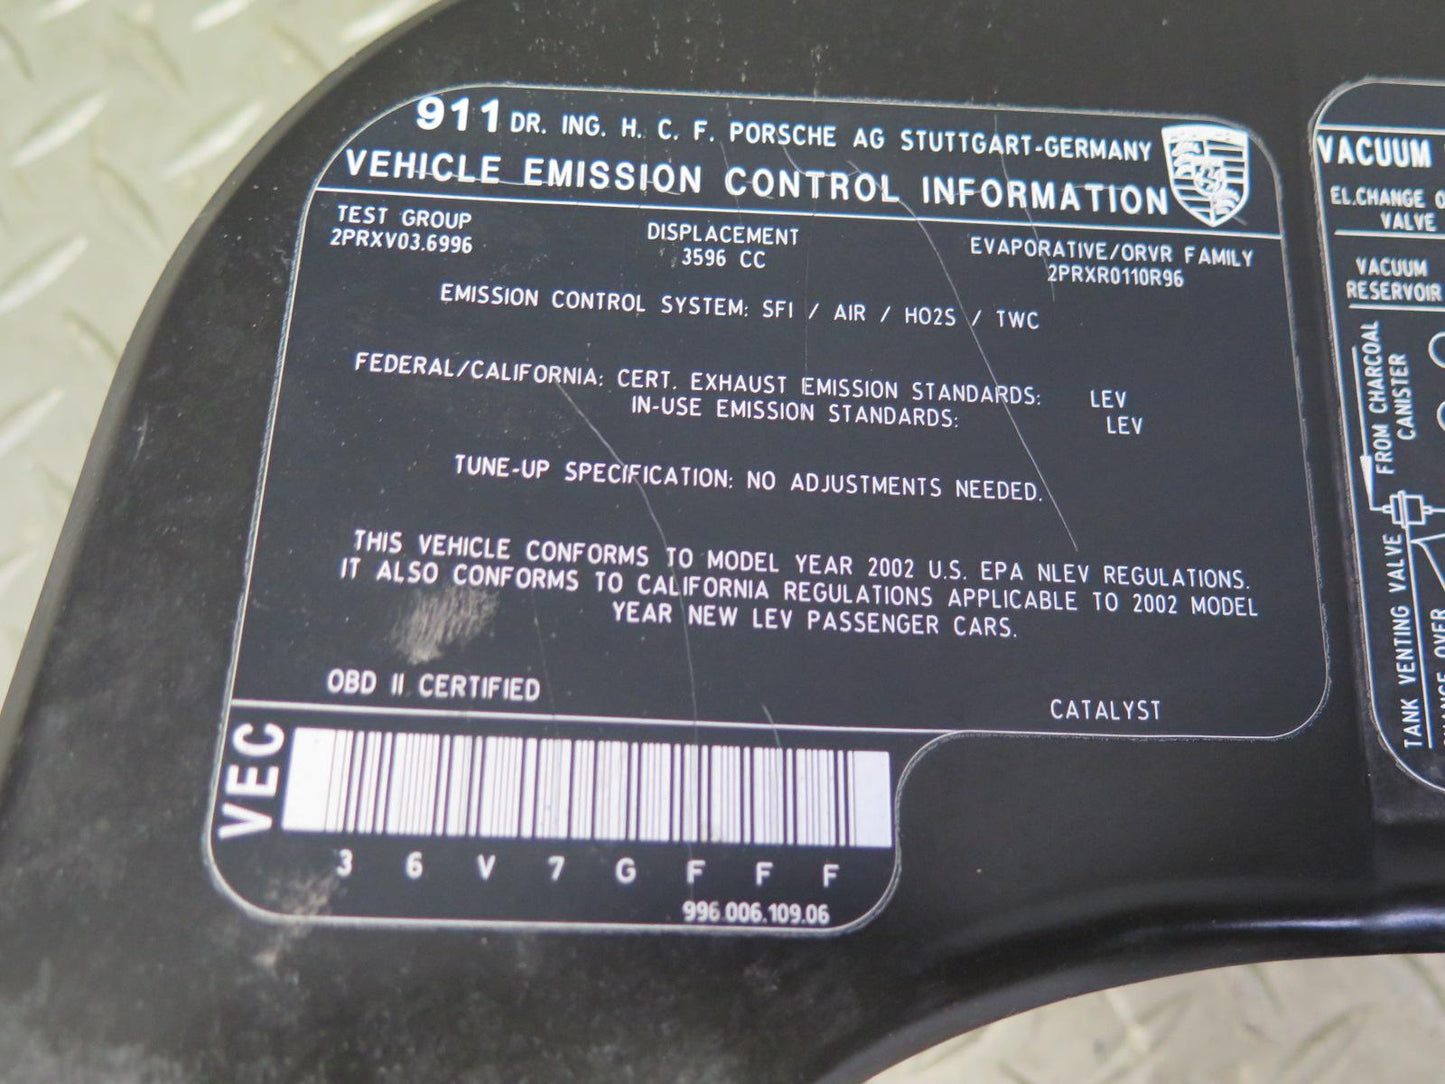 911 DR. ING. H. C. F. PORSCHE AG STUTTGART-GERMANY
VEHICLE EMISSION CONTROL INFORMATION
TEST GROUP
2PRXV03.6996
DISPLACEMENT
3596 CC
EVAPORATIVE/ORVR FAMILY
2PRXR0110R96
EMISSION CONTROL SYSTEM: SFI / AIR / HO2S / TWC
FEDERAL/CALIFORNIA: CERT. EXHAUST EMISSION STANDARDS: LEV
IN-USE EMISSION STANDARDS: LEV
TUNE-UP SPECIFICATION: NO ADJUSTMENTS NEEDED.
THIS VEHICLE CONFORMS TO MODEL YEAR 2002 U.S. EPA NLEV REGULATIONS.
IT ALSO CONFORMS TO CALIFORNIA REGULATIONS APPLICABLE TO 2002 MODEL
YEAR NEW LEV PASSENGER CARS.
OBD II CERTIFIED
CATALYST
VEC
3 6 V 7 G F F F
996.006.109.06
VACUUM
EL.CHANGE
VALVE
VACUUM
RESERVOIR
FROM CHARCOAL
CANISTER
TANK VENTING VALVE
OVER